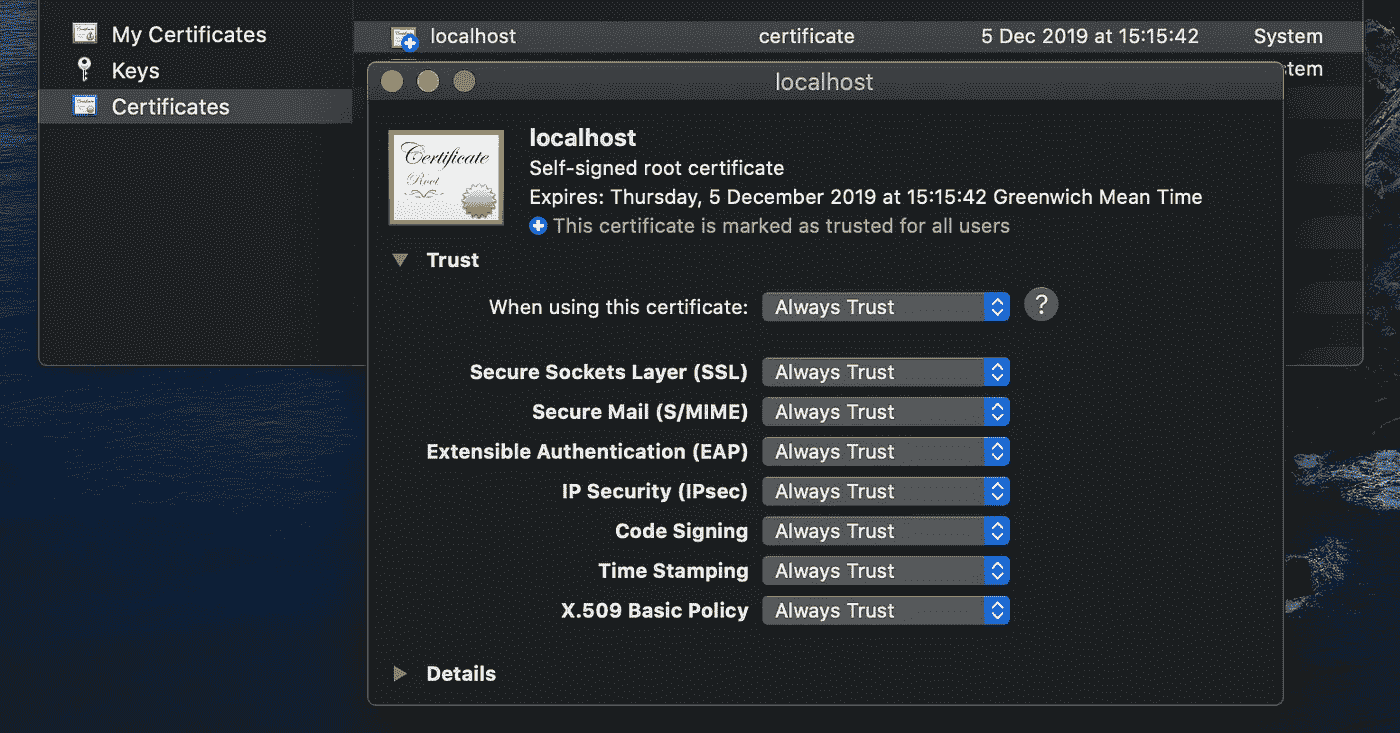 My Certificates
Keys
Certificates
localhost certificate 5 Dec 2019 at 15:15:42 System
localhost
Certificate
Root
localhost
Self-signed root certificate
Expires: Thursday, 5 December 2019 at 15:15:42 Greenwich Mean Time
This certificate is marked as trusted for all users
Trust
When using this certificate: Always Trust ?
Secure Sockets Layer (SSL) Always Trust
Secure Mail (S/MIME) Always Trust
Extensible Authentication (EAP) Always Trust
IP Security (IPsec) Always Trust
Code Signing Always Trust
Time Stamping Always Trust
X.509 Basic Policy Always Trust
Details